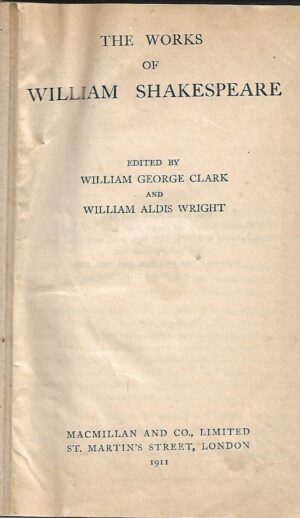 THE WORKS
OF
WILLIAM SHAKESPEARE
EDITED BY
WILLIAM GEORGE CLARK
AND
WILLIAM ALDIS WRIGHT
MACMILLAN AND CO., LIMITED
ST. MARTIN'S STREET, LONDON
1911